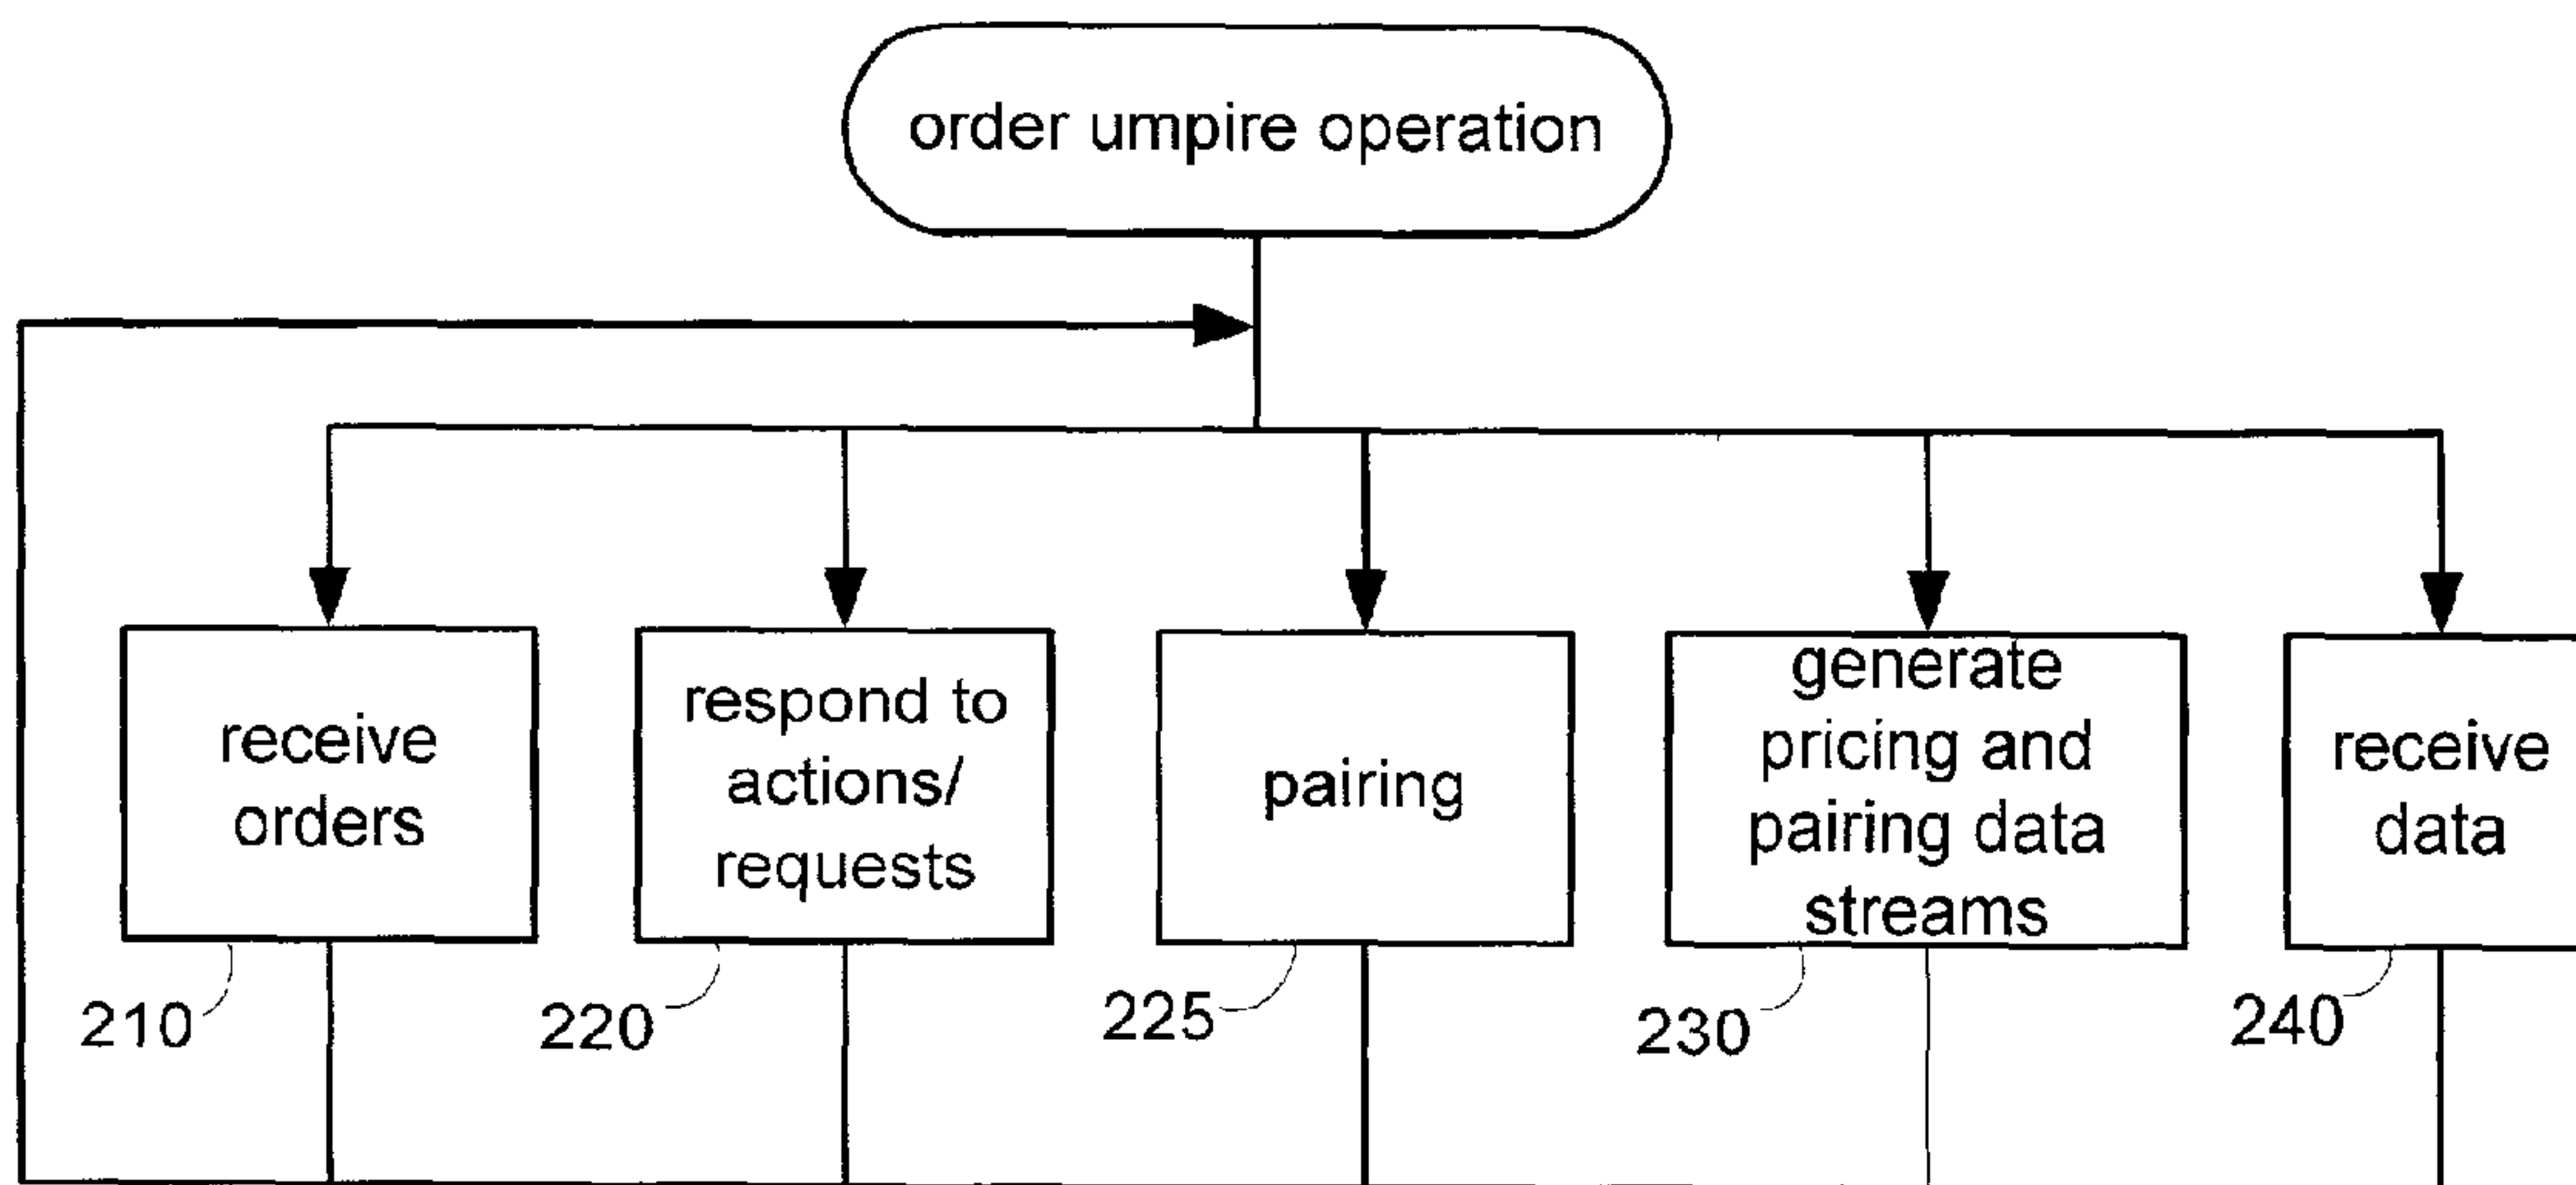 order umpire operation
receive
orders
210
respond to
actions/
requests
220
pairing
225
generate
pricing and
pairing data
streams
230
receive
data
240